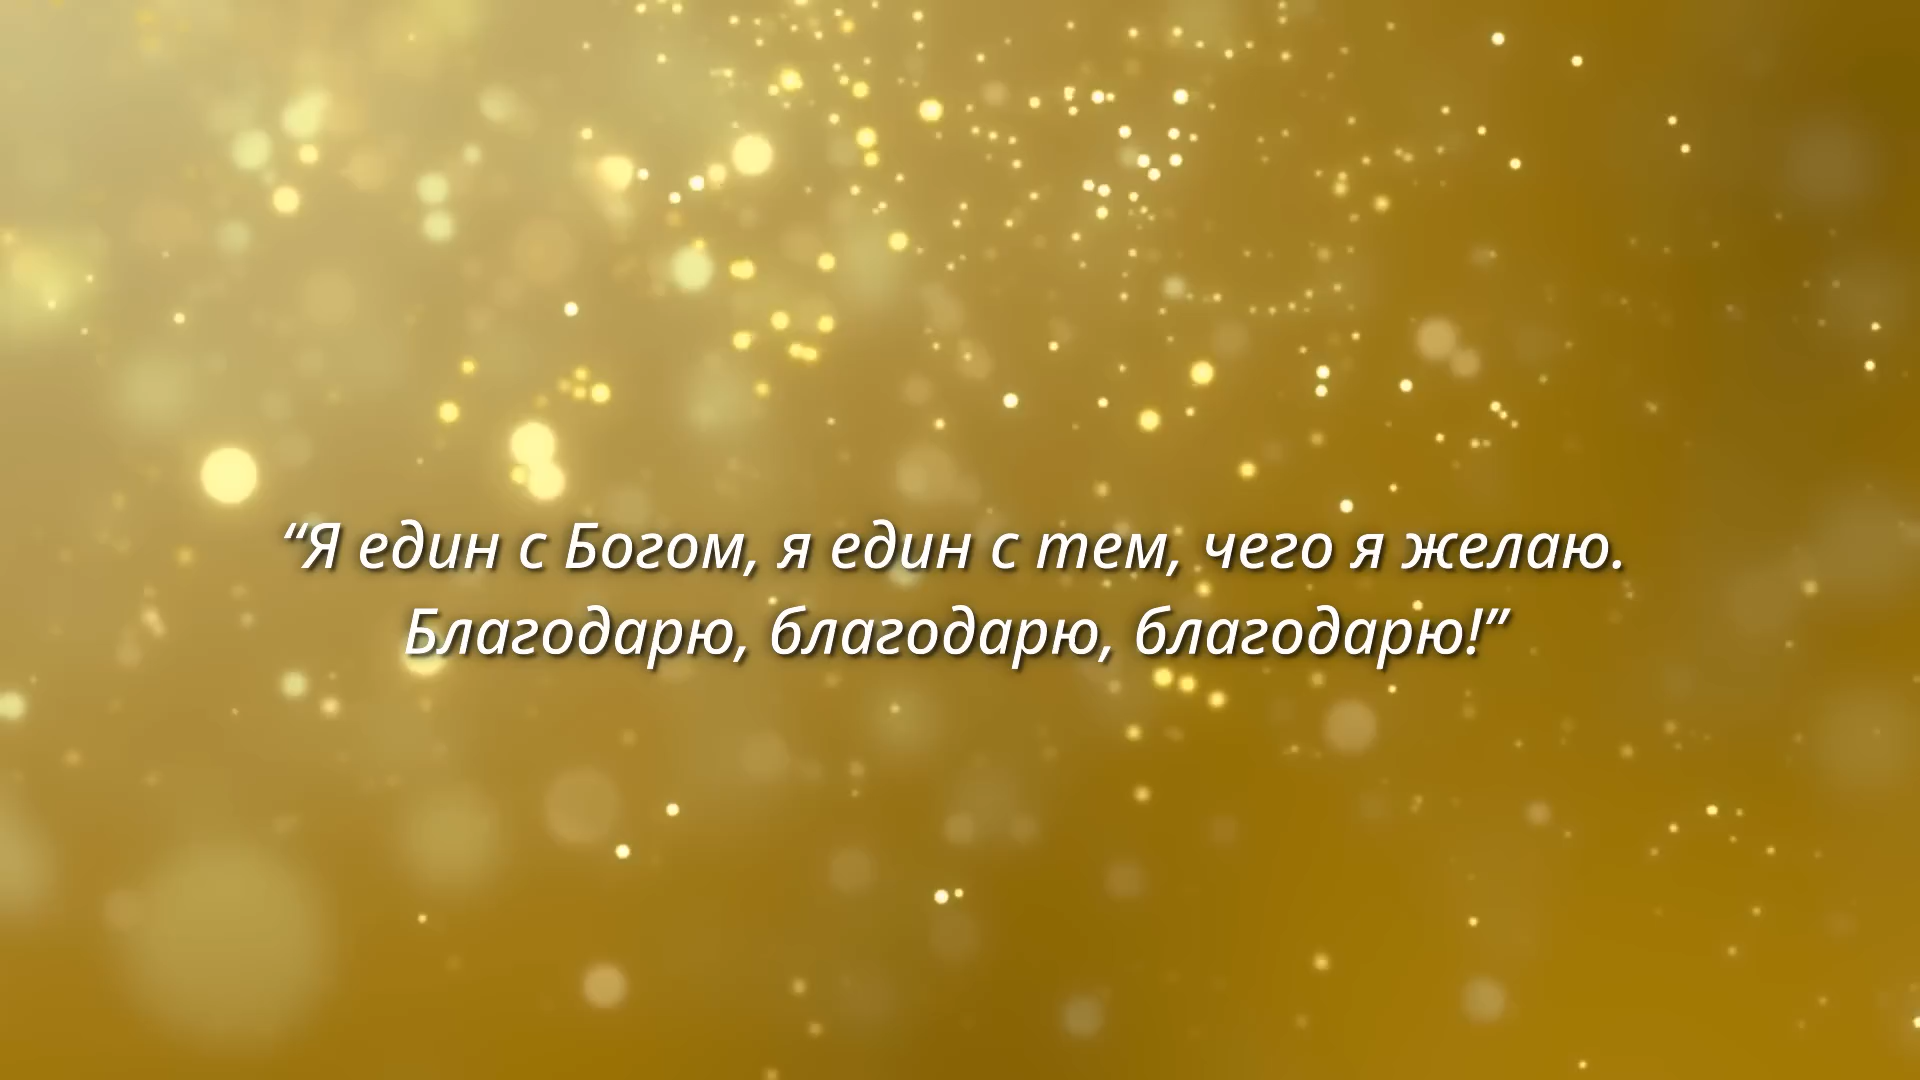 “Я един с Богом, я един с тем, чего я желаю.
Благодарю, благодарю, благодарю!”